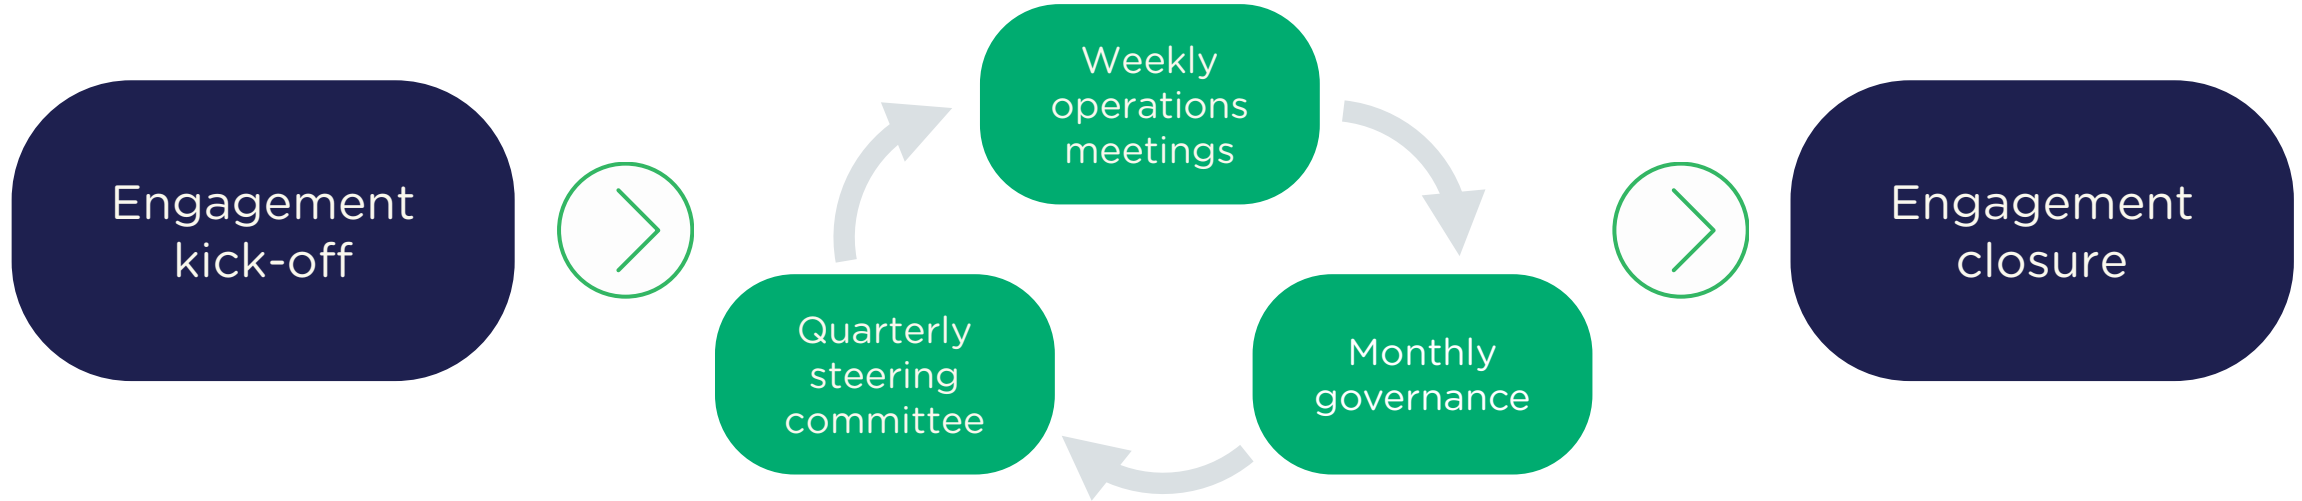 Engagement
kick-off
Weekly
operations
meetings
Monthly
governance
Quarterly
steering
committee
Engagement
closure